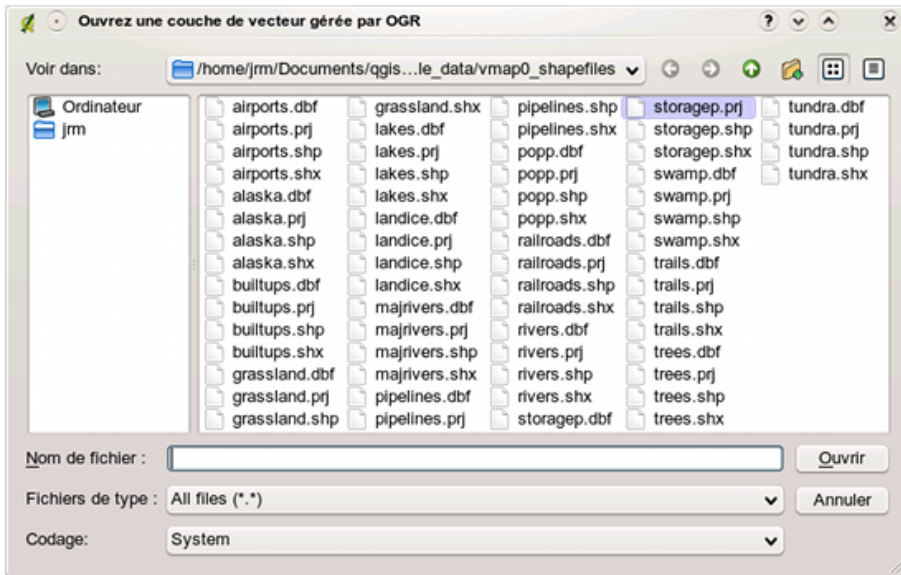 Ouvrez une couche de vecteur gérée par OGR
Voir dans: /home/jrm/Documents/qgis...le_data/vmap0_shapefiles
Ordinateur
jrm
airports.dbf grassland.shx pipelines.shp storagep.prj tundra.dbf
airports.prj lakes.dbf pipelines.shx storagep.shp tundra.prj
airports.shp lakes.prj popp.dbf storagep.shx tundra.shp
airports.shx lakes.shp popp.prj swamp.dbf tundra.shx
alaska.dbf lakes.shx popp.shp swamp.prj
alaska.prj landice.dbf popp.shx swamp.shp
alaska.shp landice.prj railroads.dbf swamp.shx
alaska.shx landice.shp railroads.prj trails.dbf
builtups.dbf landice.shx railroads.shp trails.prj
builtups.prj majrivers.dbf railroads.shx trails.shp
builtups.shp majrivers.prj rivers.dbf trails.shx
builtups.shx majrivers.shp rivers.prj trees.dbf
grassland.dbf majrivers.shx rivers.shp trees.prj
grassland.prj pipelines.dbf rivers.shx trees.shp
grassland.shp pipelines.prj storagep.dbf trees.shx
Nom de fichier : Ouvrir
Fichiers de type : All files (*.*) Annuler
Codage: System